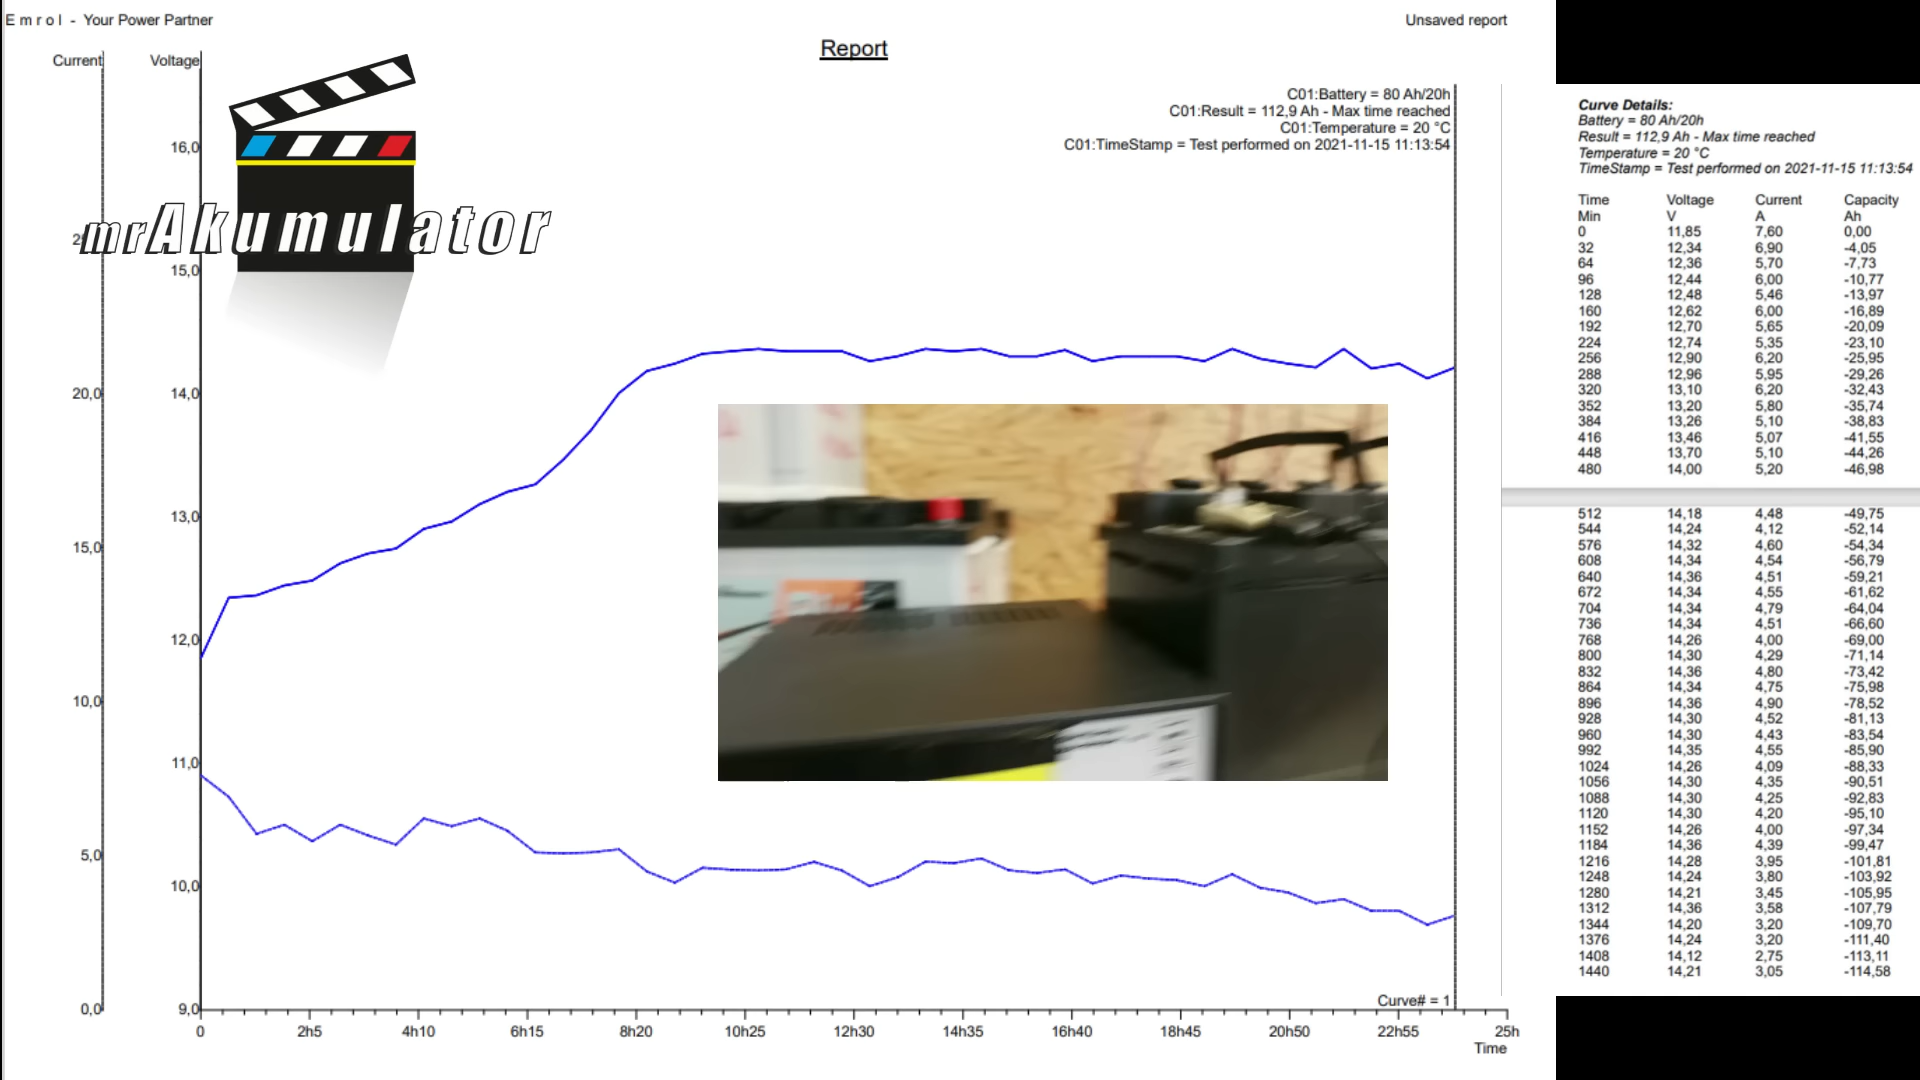 Emrol - Your Power Partner
Unsaved report
Report
Current
Voltage
C01:Battery = 80 Ah/20h
C01:Result = 112,9 Ah - Max time reached
C01:Temperature = 20 °C
C01:TimeStamp = Test performed on 2021-11-15 11:13:54
mrAkumulator
16,0
15,0
20,0
14,0
13,0
15,0
12,0
10,0
11,0
5,0
10,0
0,0
9,0
Curve# = 1
0 2h5 4h10 6h15 8h20 10h25 12h30 14h35 16h40 18h45 20h50 22h55 25h
Time
Curve Details:
Battery = 80 Ah/20h
Result = 112,9 Ah - Max time reached
Temperature = 20 °C
TimeStamp = Test performed on 2021-11-15 11:13:54
Time Voltage Current Capacity
Min V A Ah
0 11,85 7,60 0,00
32 12,34 6,90 -4,05
64 12,36 5,70 -7,73
96 12,44 6,00 -10,77
128 12,48 5,46 -13,97
160 12,62 6,00 -16,89
192 12,70 5,65 -20,09
224 12,74 5,35 -23,10
256 12,90 6,20 -25,95
288 12,96 5,95 -29,26
320 13,10 6,20 -32,43
352 13,20 5,80 -35,74
384 13,26 5,10 -38,83
416 13,46 5,07 -41,55
448 13,70 5,10 -44,26
480 14,00 5,20 -46,98
512 14,18 4,48 -49,75
544 14,24 4,12 -52,14
576 14,32 4,60 -54,34
608 14,34 4,54 -56,79
640 14,36 4,51 -59,21
672 14,34 4,55 -61,62
704 14,34 4,79 -64,04
736 14,34 4,51 -66,60
768 14,26 4,00 -69,00
800 14,30 4,29 -71,14
832 14,36 4,80 -73,42
864 14,34 4,75 -75,98
896 14,36 4,90 -78,52
928 14,30 4,52 -81,13
960 14,30 4,43 -83,54
992 14,35 4,55 -85,90
1024 14,26 4,09 -88,33
1056 14,30 4,35 -90,51
1088 14,30 4,25 -92,83
1120 14,30 4,20 -95,10
1152 14,26 4,00 -97,34
1184 14,36 4,39 -99,47
1216 14,28 3,95 -101,81
1248 14,24 3,80 -103,92
1280 14,21 3,45 -105,95
1312 14,36 3,58 -107,79
1344 14,20 3,20 -109,70
1376 14,24 3,20 -111,40
1408 14,12 2,75 -113,11
1440 14,21 3,05 -114,58